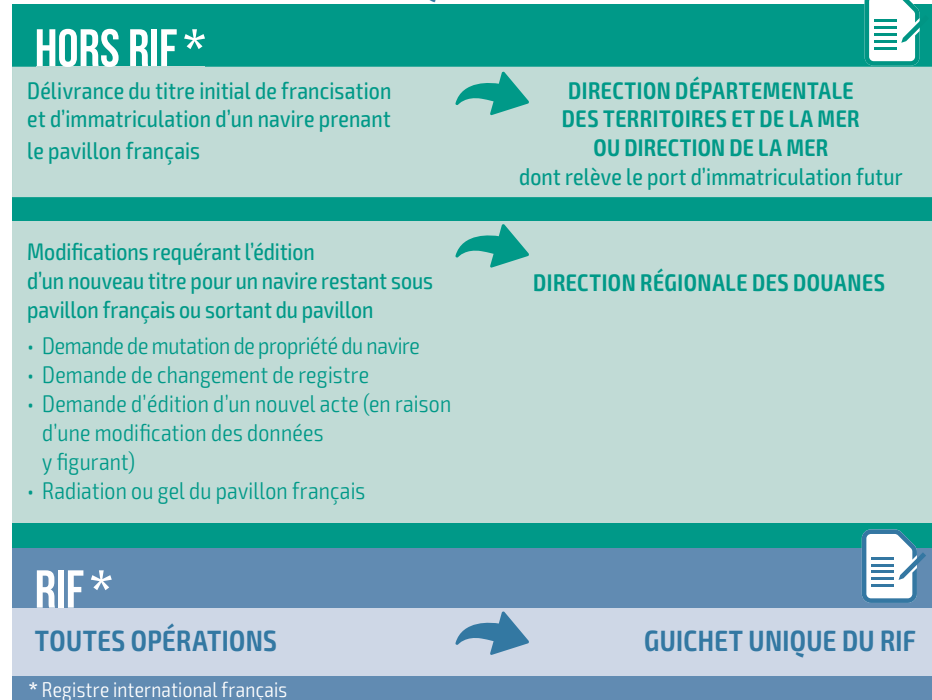 HORS RIF *
Délivrance du titre initial de francisation
et d'immatriculation d'un navire prenant
le pavillon français
DIRECTION DÉPARTEMENTALE
DES TERRITOIRES ET DE LA MER
OU DIRECTION DE LA MER
dont relève le port d'immatriculation futur
Modifications requérant l'édition
d'un nouveau titre pour un navire restant sous
pavillon français ou sortant du pavillon
• Demande de mutation de propriété du navire
• Demande de changement de registre
• Demande d'édition d'un nouvel acte (en raison
d'une modification des données
y figurant)
• Radiation ou gel du pavillon français
DIRECTION RÉGIONALE DES DOUANES
RIF *
TOUTES OPÉRATIONS
GUICHET UNIQUE DU RIF
* Registre international français